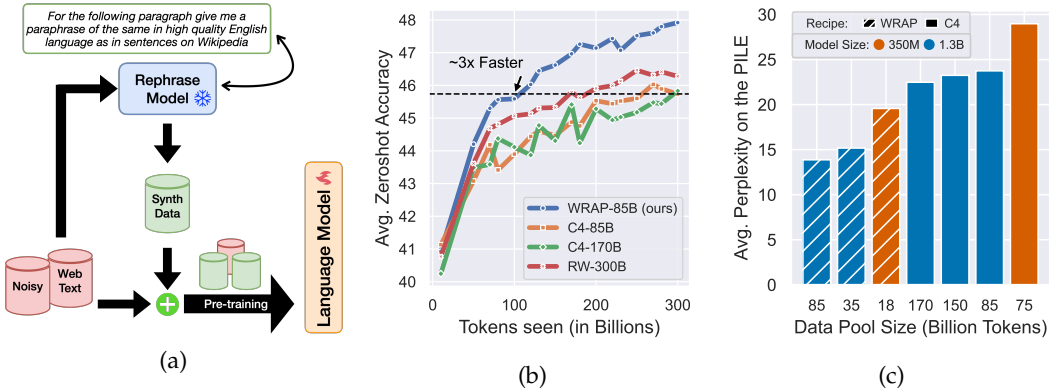 For the following paragraph give me a
paraphrase of the same in high quality English
language as in sentences on Wikipedia
Rephrase
Model
Synth
Data
Noisy
Web
Text
Pre-training
Language Model
(a)
Avg. Zeroshot Accuracy
48
47
46
45
44
43
42
41
40
~3x Faster
WRAP-85B (ours)
C4-85B
C4-170B
RW-300B
0
100
200
300
Tokens seen (in Billions)
(b)
Avg. Perplexity on the PILE
30
25
20
15
10
5
0
Recipe: WRAP C4
Model Size: 350M 1.3B
85
35
18
170
150
85
75
Data Pool Size (Billion Tokens)
(c)